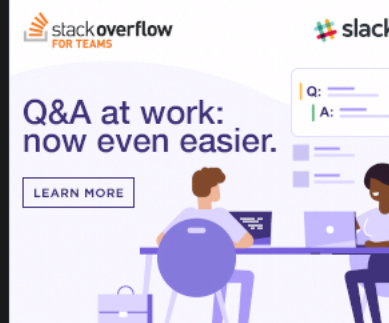 stackoverflow
FOR TEAMS
slack
Q:
A:
Q&A at work:
now even easier.
LEARN MORE